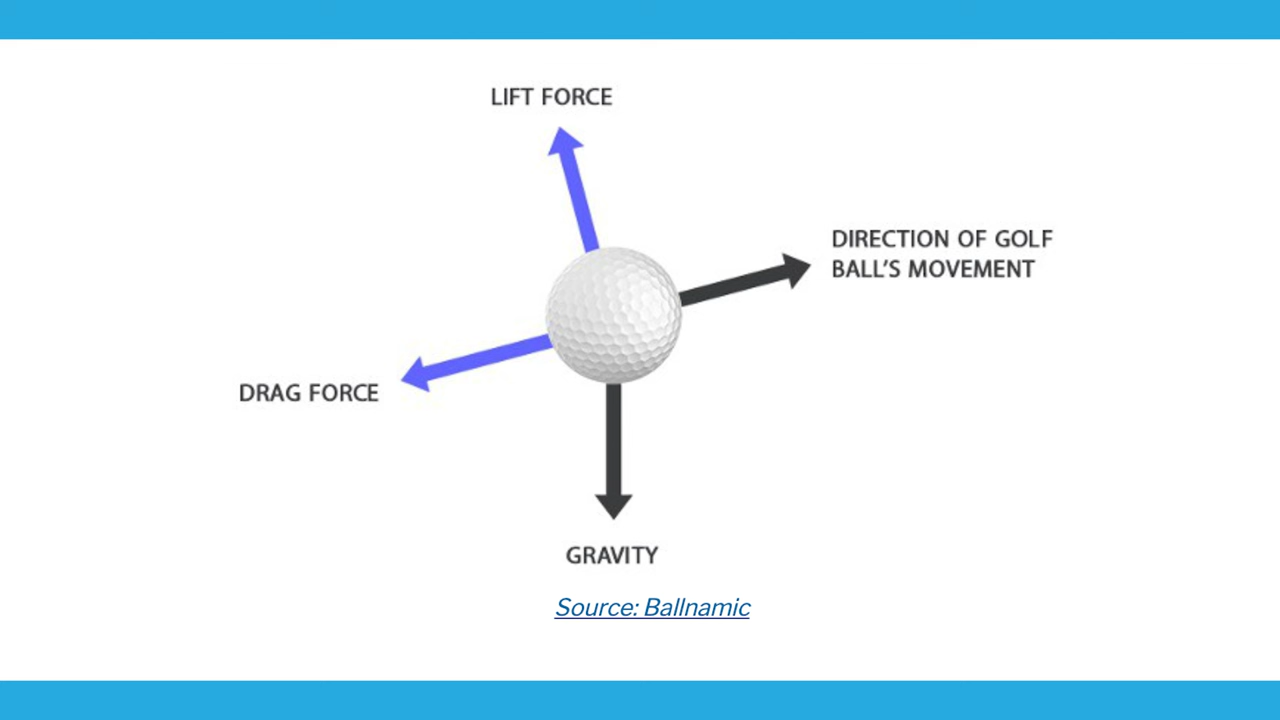 LIFT FORCE
DIRECTION OF GOLF
BALL’S MOVEMENT
DRAG FORCE
GRAVITY
Source: Ballnamic